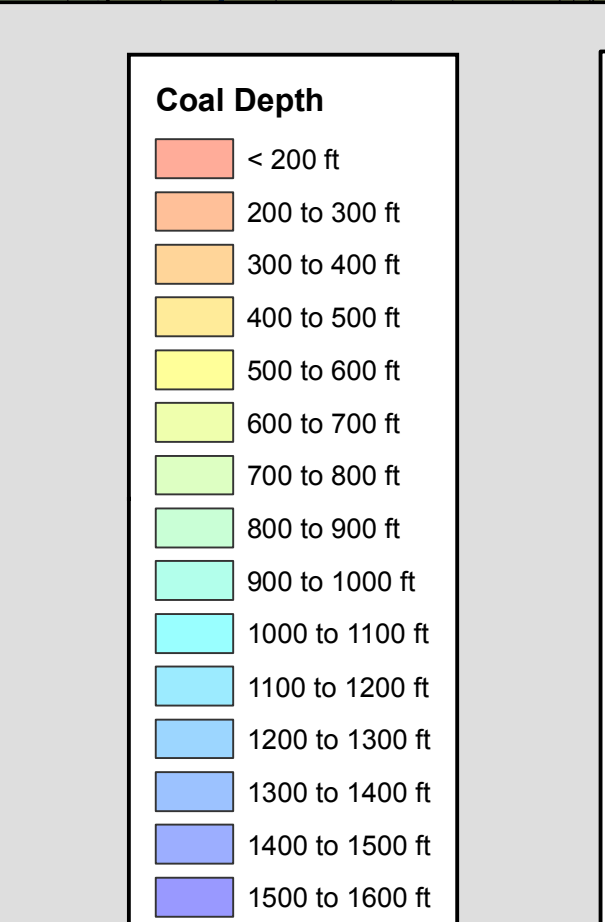 Coal Depth
< 200 ft
200 to 300 ft
300 to 400 ft
400 to 500 ft
500 to 600 ft
600 to 700 ft
700 to 800 ft
800 to 900 ft
900 to 1000 ft
1000 to 1100 ft
1100 to 1200 ft
1200 to 1300 ft
1300 to 1400 ft
1400 to 1500 ft
1500 to 1600 ft